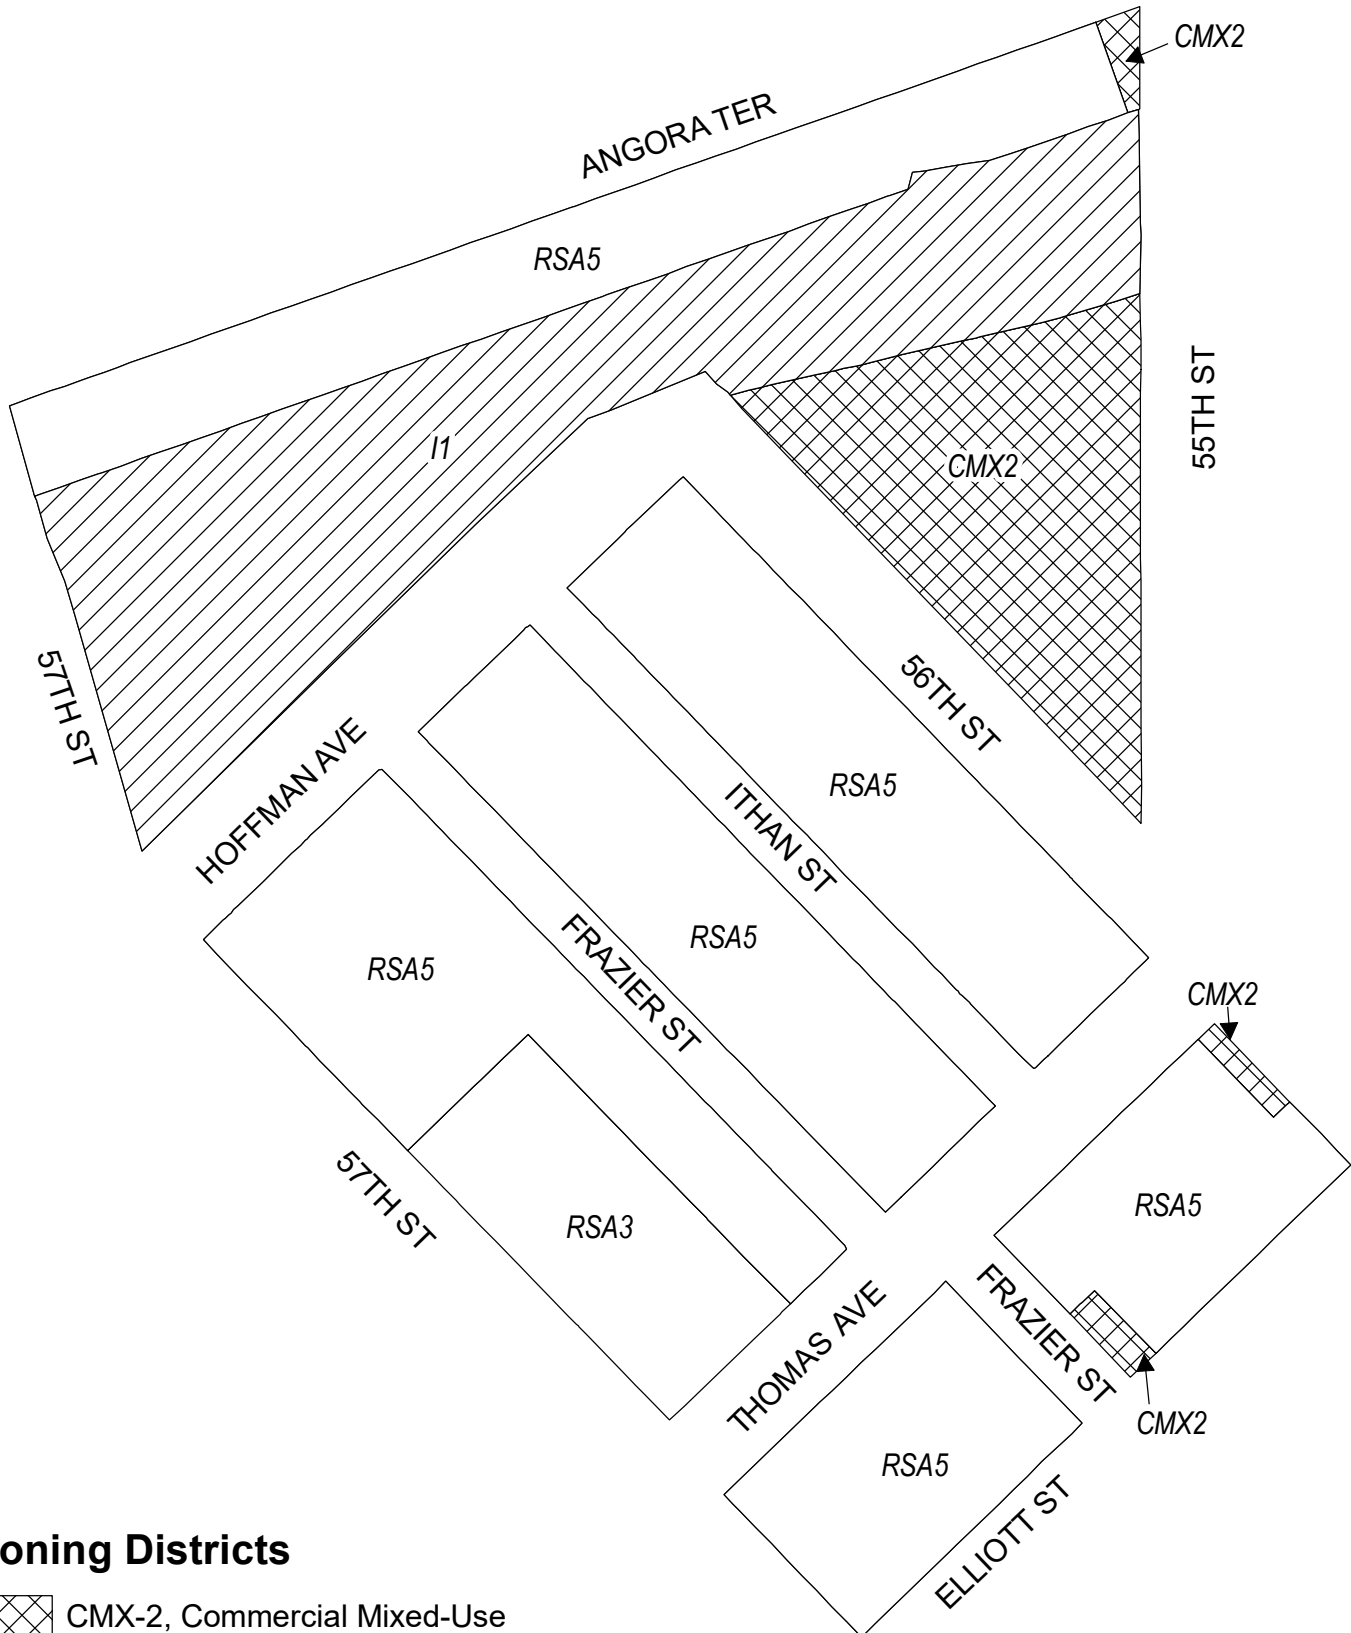 CMX2
ANGORA TER
RSA5
55TH ST
I1
CMX2
57TH ST
56TH ST
HOFFMAN AVE
RSA5
ITHAN ST
RSA5
FRAZIER ST
RSA5
CMX2
57TH ST
RSA3
RSA5
THOMAS AVE
FRAZIER ST
CMX2
RSA5
ELLIOTT ST
oning Districts
CMX-2, Commercial Mixed-Use